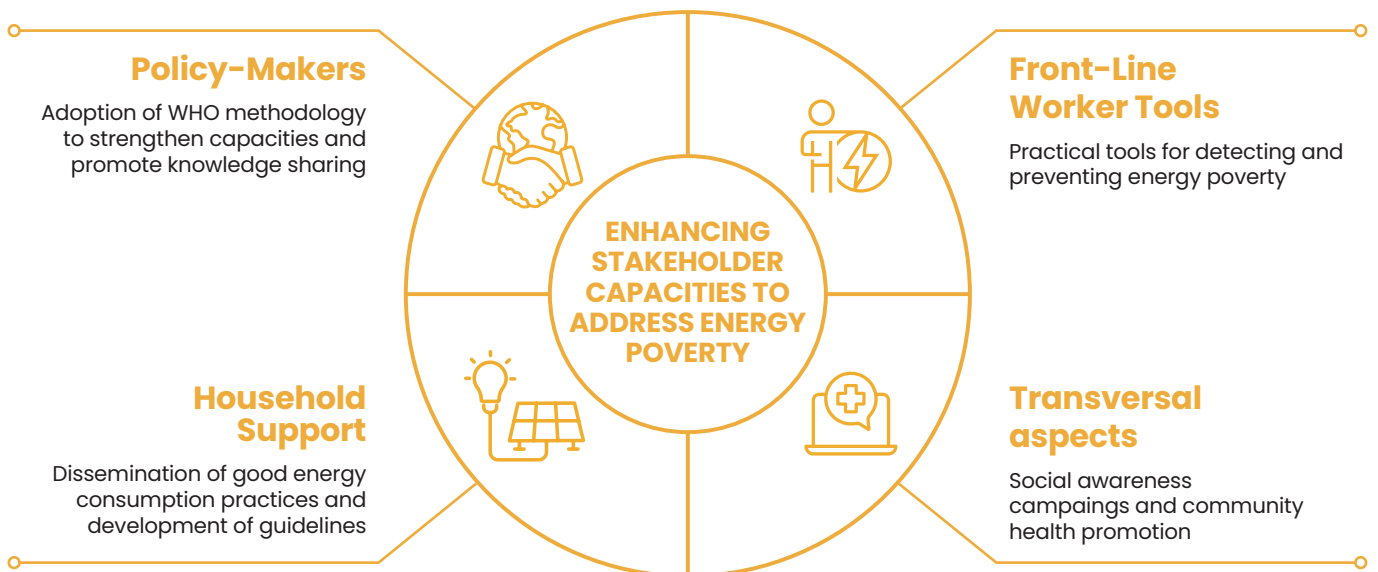 Policy-Makers
Adoption of WHO methodology
to strengthen capacities and
promote knowledge sharing
Front-Line
Worker Tools
Practical tools for detecting and
preventing energy poverty
ENHANCING
STAKEHOLDER
CAPACITIES TO
ADDRESS ENERGY
POVERTY
Household
Support
Dissemination of good energy
consumption practices and
development of guidelines
Transversal
aspects
Social awareness
campaings and community
health promotion